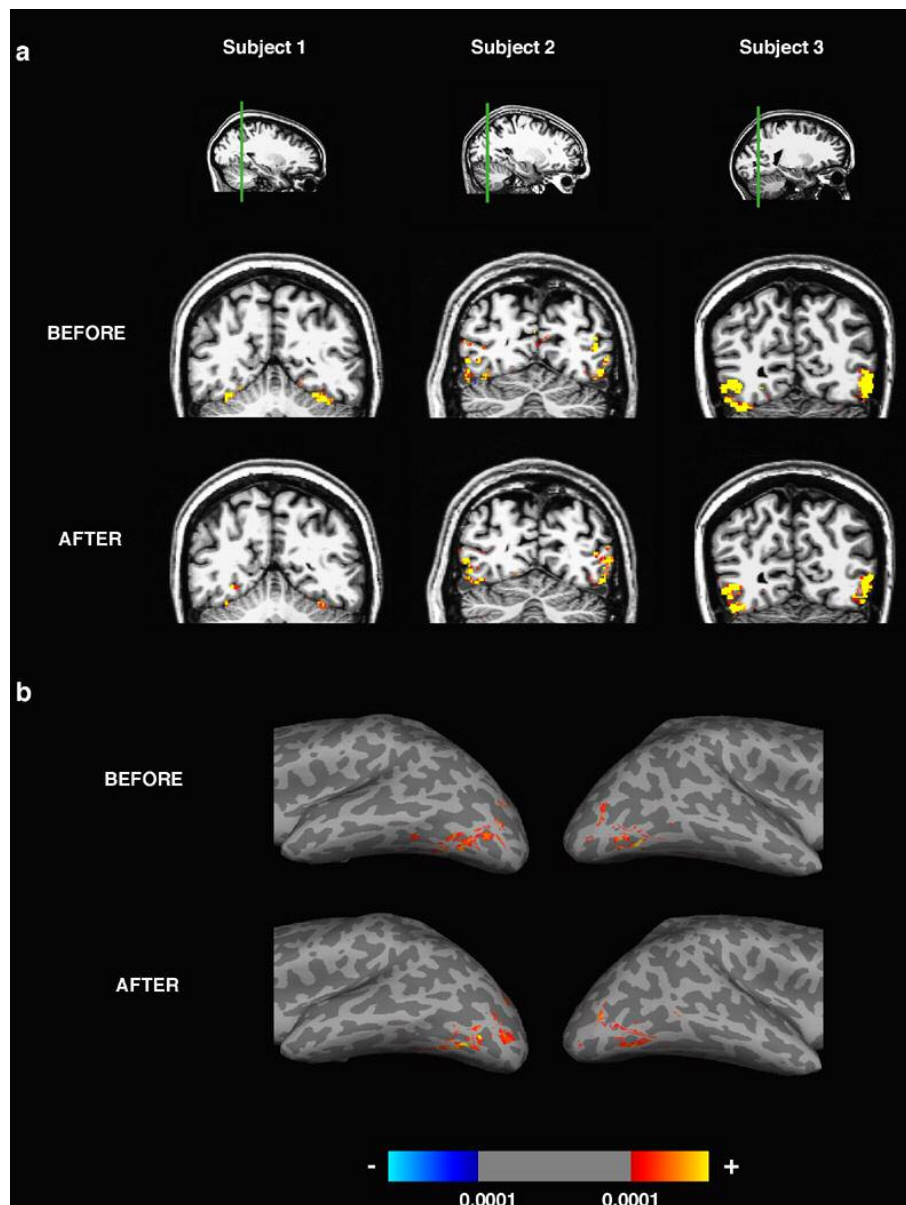 a
Subject 1 Subject 2 Subject 3
BEFORE
AFTER
b
BEFORE
AFTER
- +
0.0001 0.0001